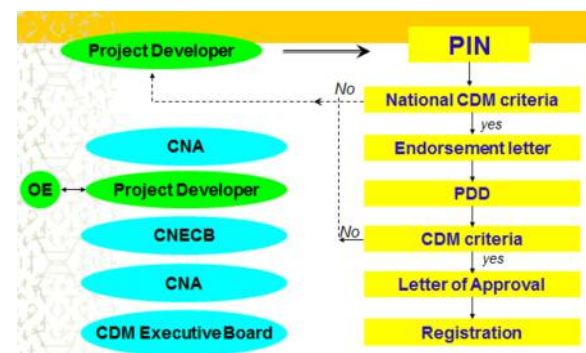 Project Developer
PIN
No
National CDM criteria
yes
CNA
Endorsement letter
OE
Project Developer
PDD
CNECB
No
CDM criteria
yes
CNA
Letter of Approval
CDM Executive Board
Registration